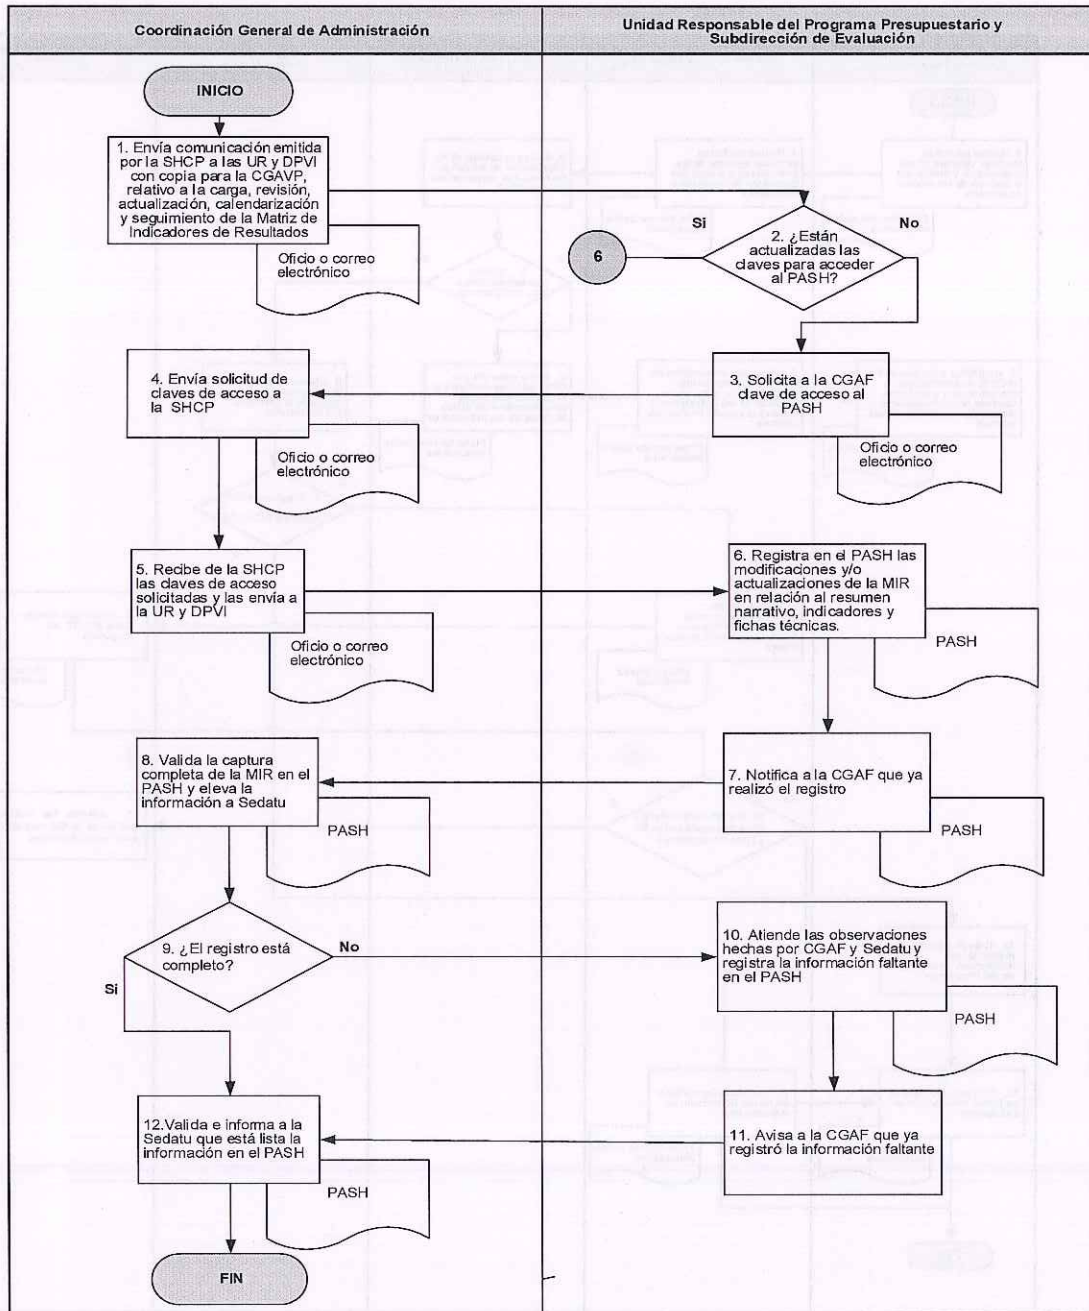 Coordinación General de Administración
Unidad Responsable del Programa Presupuestario y
Subdirección de Evaluación
INICIO
1. Envía comunicación emitida
por la SHCP a las UR y DPVI
con copia para la CGAVP,
relativo a la carga, revisión,
actualización, calendarización
y seguimiento de la Matriz de
Indicadores de Resultados
Oficio o correo
electrónico
Si
No
2. ¿Están
actualizadas las
claves para acceder
al PASH?
6
3. Solicita a la CGAF
clave de acceso al
PASH
Oficio o correo
electrónico
4. Envía solicitud de
claves de acceso a
la SHCP
Oficio o correo
electrónico
5. Recibe de la SHCP
las claves de acceso
solicitadas y las envía a
la UR y DPVI
Oficio o correo
electrónico
6. Registra en el PASH las
modificaciones y/o
actualizaciones de la MIR
en relación al resumen
narrativo, indicadores y
fichas técnicas.
PASH
7. Notifica a la CGAF que ya
realizó el registro
PASH
8. Valida la captura
completa de la MIR en el
PASH y eleva la
información a Sedatu
PASH
9. ¿El registro está
completo?
No
Si
10. Atiende las observaciones
hechas por CGAF y Sedatu y
registra la información faltante
en el PASH
PASH
11. Avisa a la CGAF que ya
registró la información faltante
12.Valida e informa a la
Sedatu que está lista la
información en el PASH
PASH
FIN